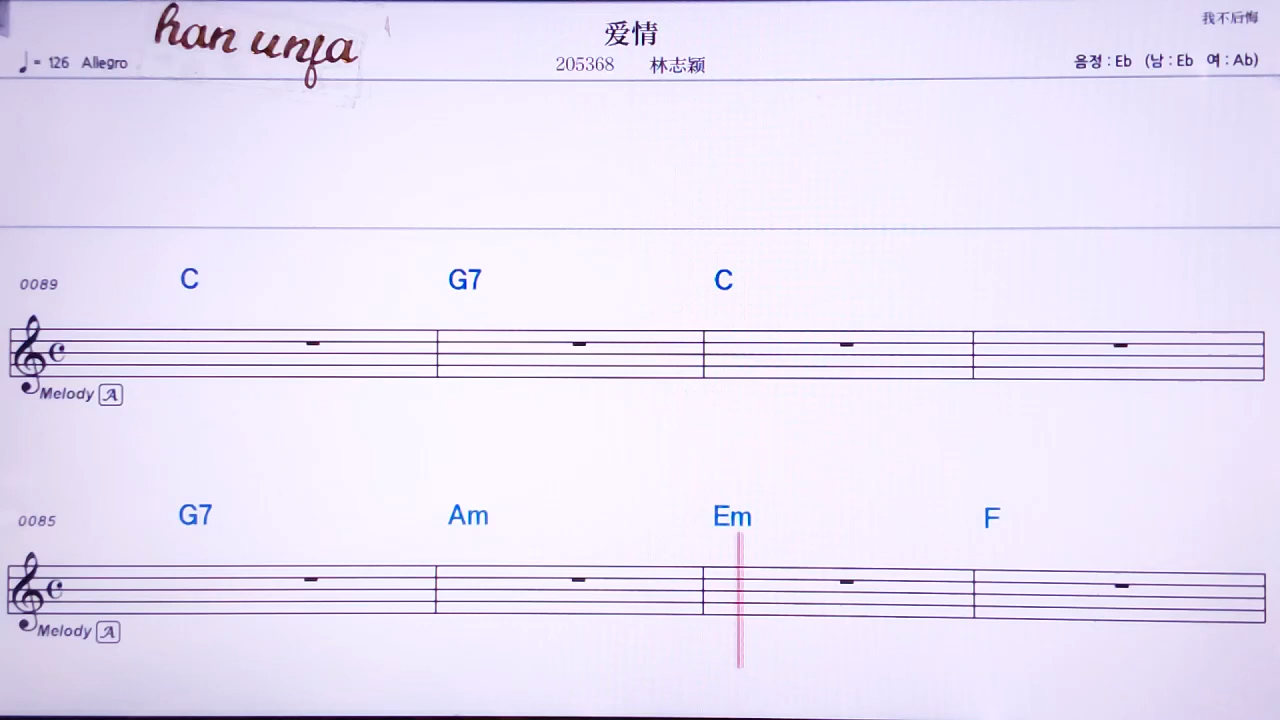 han unfa
爱情
我不后悔
♩= 126 Allegro
205368 林志颖
음정 : Eb (남 : Eb 여 : Ab)
0089 C G7 C
Melody A
0085 G7 Am Em F
Melody A